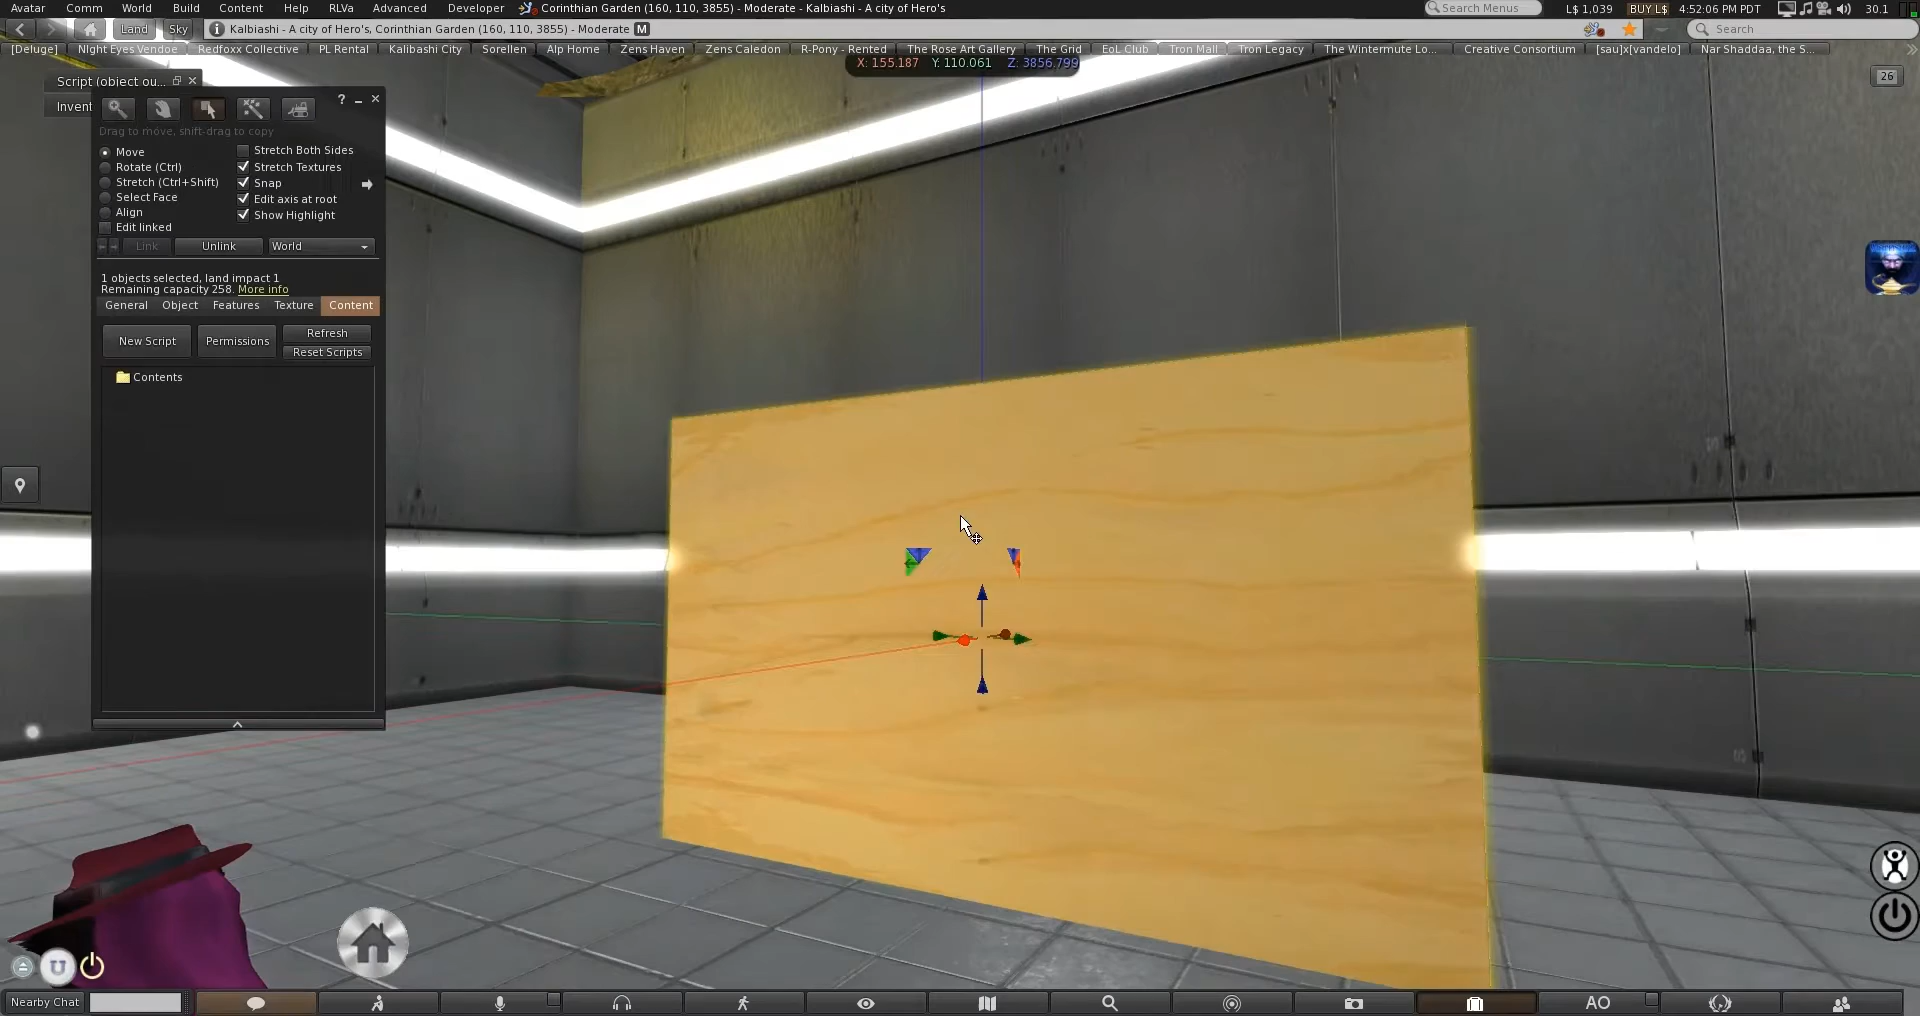 Avatar Comm World Build Content Help RLVa Advanced Developer Corinthian Garden (160, 110, 3855) - Moderate - Kalbiashi - A city of Hero's Search Menus L$ 1,039 BUY L$ 4:52:06 PM PDT 30.1
Land Sky Kalbiashi - A city of Hero's, Corinthian Garden (160, 110, 3855) - Moderate M Search
[Deluge] NIght Eyes Vendoe Redfoxx Collective PL Rental Kalibashi City Sorellen Alp Home Zens Haven Zens Caledon R-Pony - Rented The Rose Art Gallery The Grid EoL Club Tron Mall Tron Legacy The Wintermute Lo... Creative Consortium [sau]x[vandelo] Nar Shaddaa, the S...
X: 155.187 Y: 110.061 Z: 3856.799
26
Script (object ou...
Invent
Drag to move, shift-drag to copy
Move
Rotate (Ctrl)
Stretch (Ctrl+Shift)
Select Face
Align
Edit linked
Stretch Both Sides
Stretch Textures
Snap
Edit axis at root
Show Highlight
Link Unlink World
1 objects selected, land impact 1
Remaining capacity 258. More info
General Object Features Texture Content
New Script Permissions Refresh
Reset Scripts
Contents
Nearby Chat AO